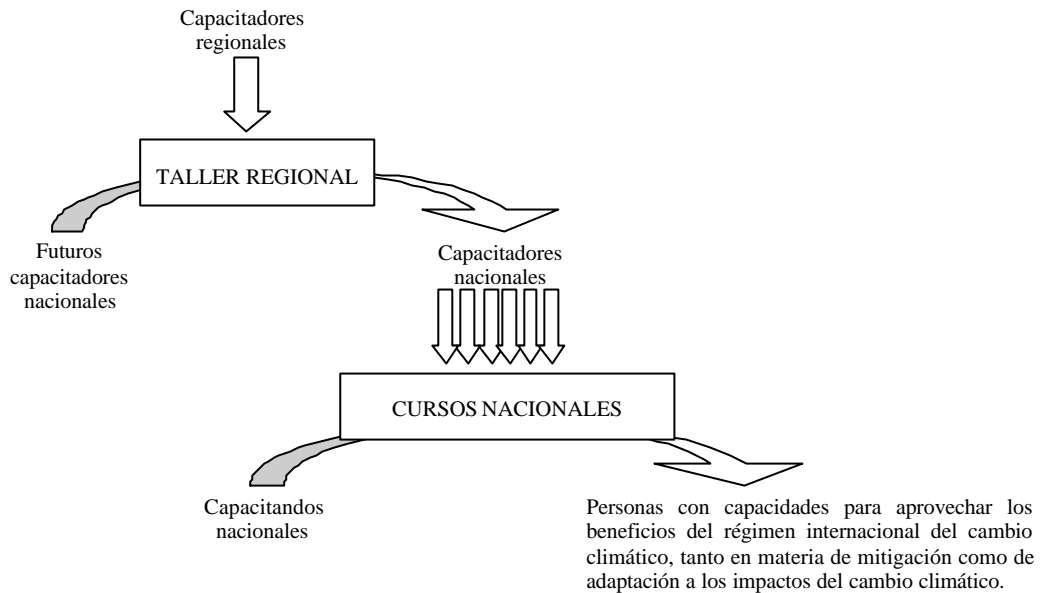 Capacitadores
regionales
TALLER REGIONAL
Futuros
capacitadores
nacionales
Capacitadores
nacionales
CURSOS NACIONALES
Capacitandos
nacionales
Personas con capacidades para aprovechar los
beneficios del régimen internacional del cambio
climático, tanto en materia de mitigación como de
adaptación a los impactos del cambio climático.